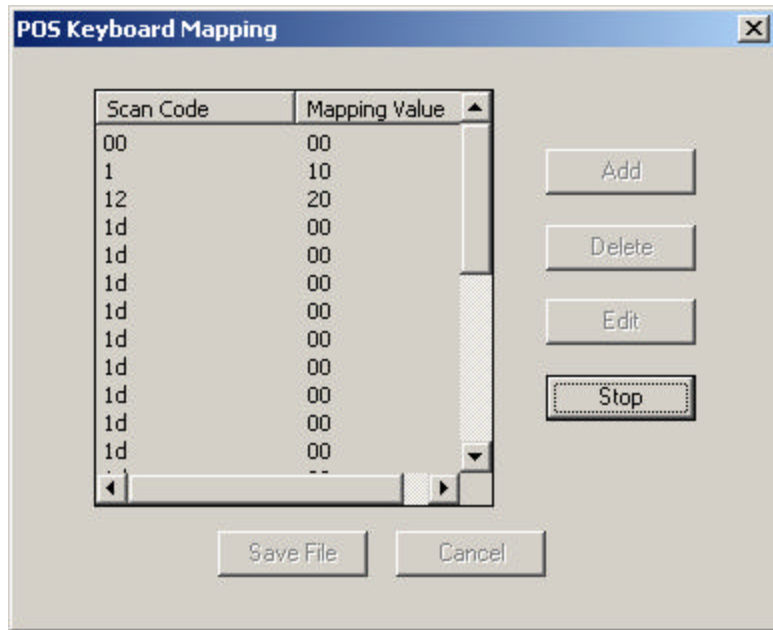 POS Keyboard Mapping
Scan Code Mapping Value
00 00
1 10
12 20
1d 00
1d 00
1d 00
1d 00
1d 00
1d 00
1d 00
1d 00
1d 00
Add
Delete
Edit
Stop
Save File Cancel